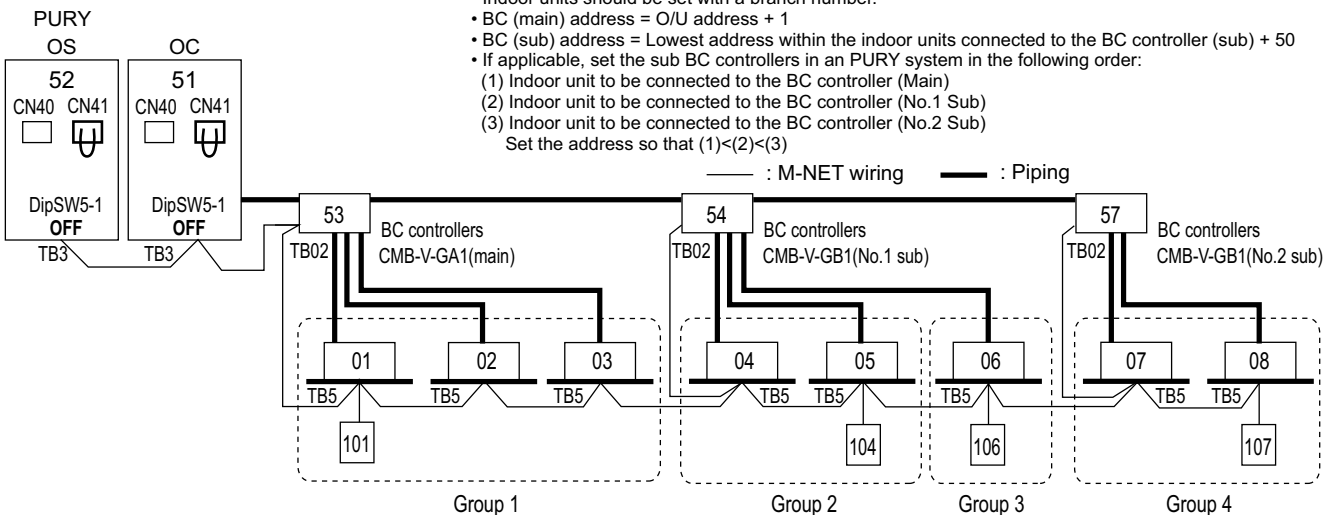 Indoor units should be set with a branch number.
• BC (main) address = O/U address + 1
• BC (sub) address = Lowest address within the indoor units connected to the BC controller (sub) + 50
• If applicable, set the sub BC controllers in an PURY system in the following order:
(1) Indoor unit to be connected to the BC controller (Main)
(2) Indoor unit to be connected to the BC controller (No.1 Sub)
(3) Indoor unit to be connected to the BC controller (No.2 Sub)
Set the address so that (1)<(2)<(3)
: M-NET wiring : Piping
PURY
OS OC
52 51
CN40 CN41 CN40 CN41
DipSW5-1 DipSW5-1
OFF OFF
TB3 TB3
53 54 57
TB02 TB02 TB02
BC controllers
CMB-V-GA1(main)
BC controllers
CMB-V-GB1(No.1 sub)
BC controllers
CMB-V-GB1(No.2 sub)
01 02 03 04 05 06 07 08
TB5 TB5 TB5 TB5 TB5 TB5 TB5 TB5
101 104 106 107
Group 1 Group 2 Group 3 Group 4